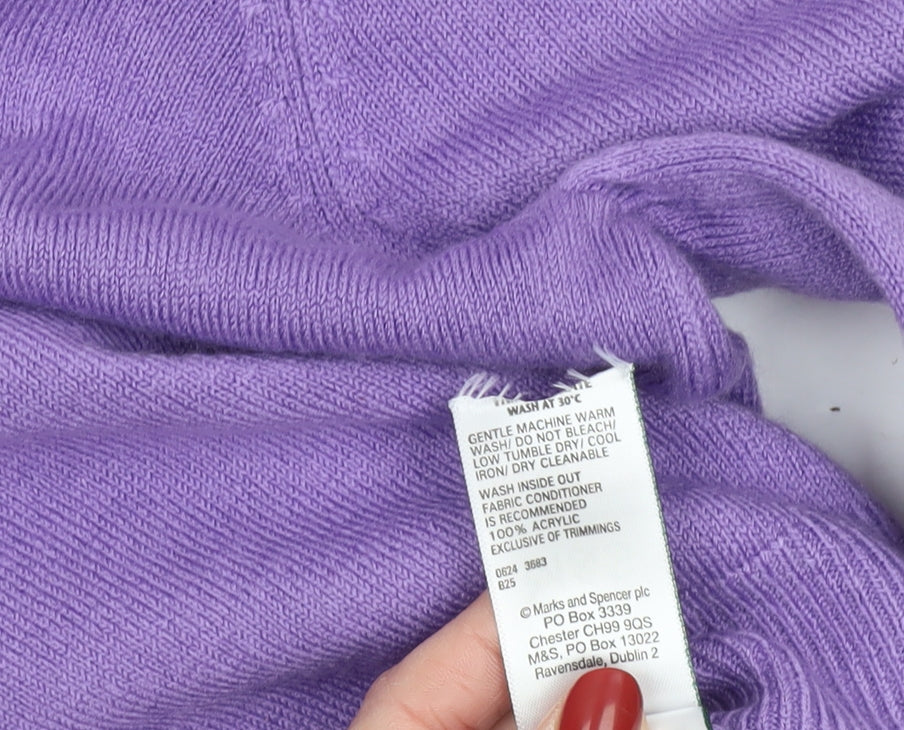 WASH AT 30°C
GENTLE MACHINE WARM
WASH/ DO NOT BLEACH/
LOW TUMBLE DRY/ COOL
IRON/ DRY CLEANABLE
WASH INSIDE OUT
FABRIC CONDITIONER
IS RECOMMENDED
100% ACRYLIC
EXCLUSIVE OF TRIMMINGS
0624 3683
B25
© Marks and Spencer plc
PO Box 3339
Chester CH99 9QS
M&S, PO Box 13022
Ravensdale, Dublin 2